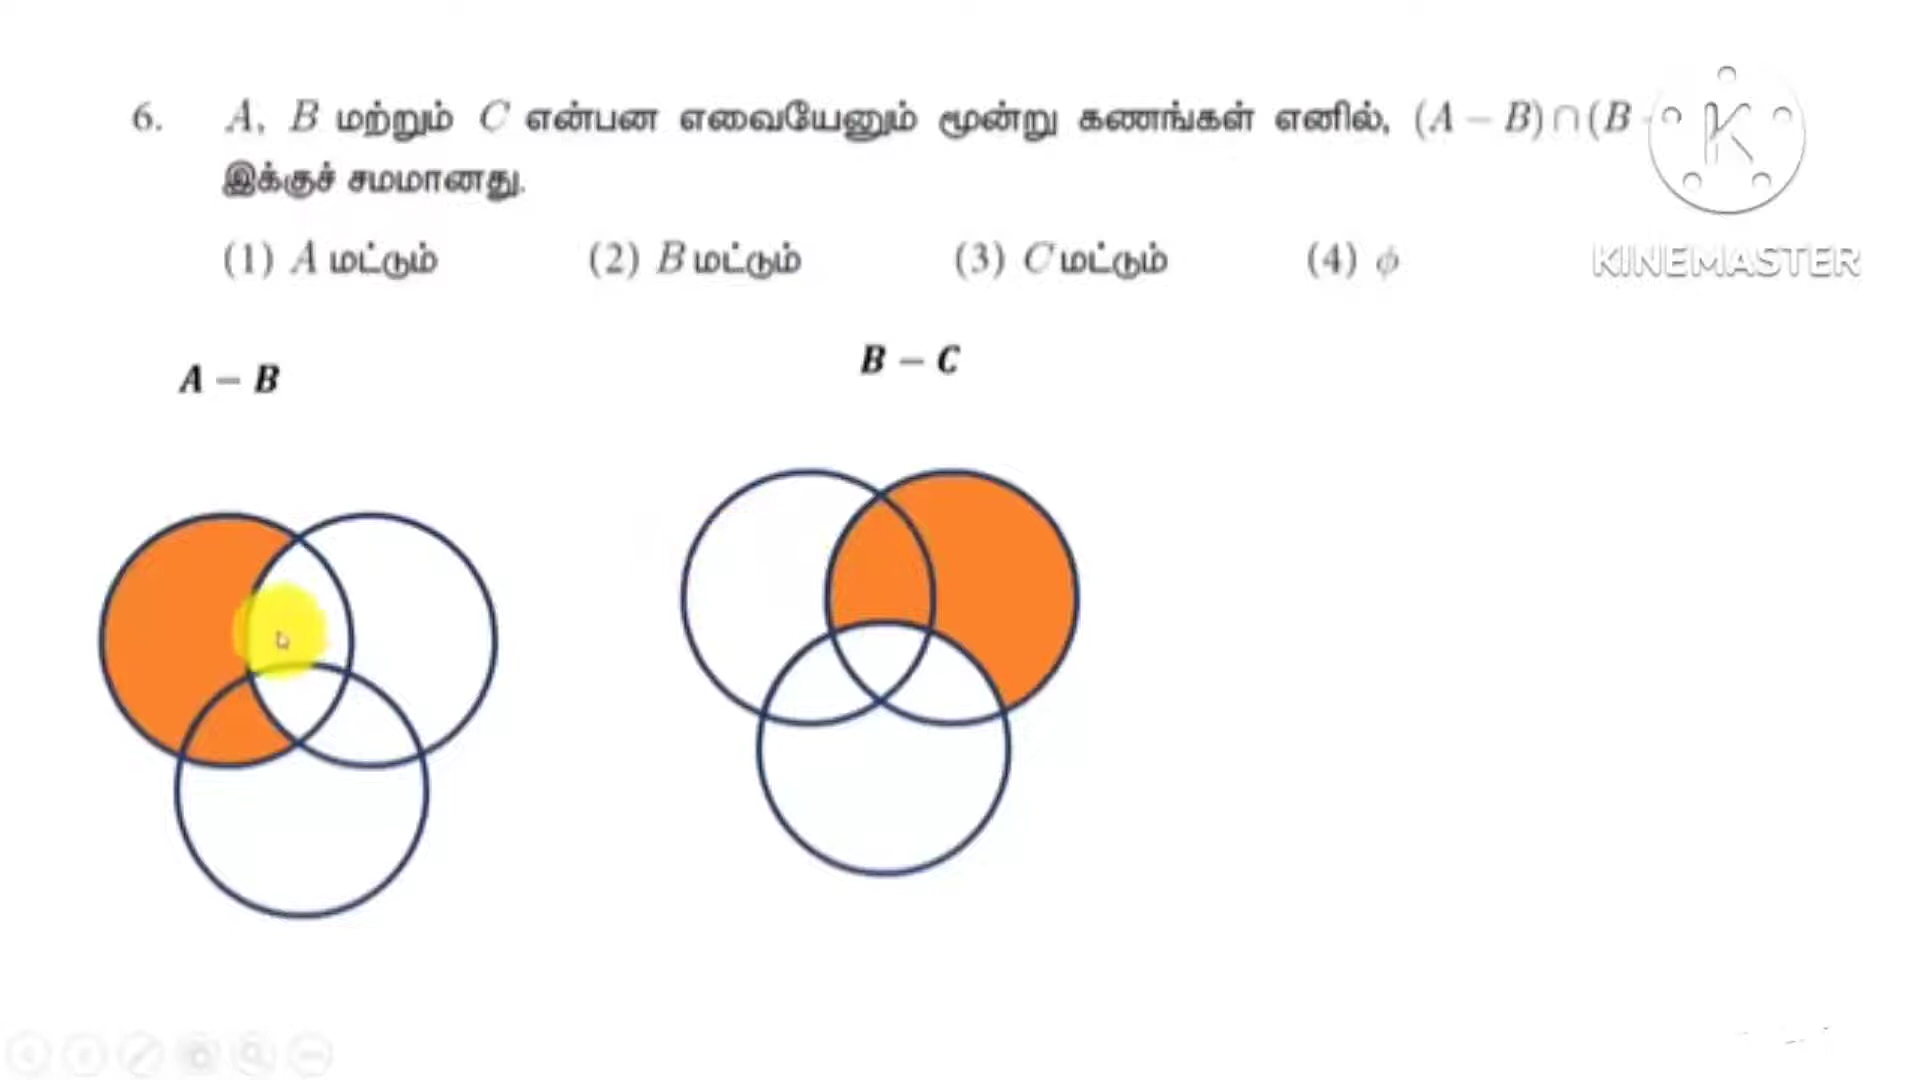 6. A, B மற்றும் C என்பன எவையேனும் மூன்று கணங்கள் எனில், (A − B)∩(B -
இக்குச் சமமானது.
(1) A மட்டும் (2) B மட்டும் (3) C மட்டும் (4) ϕ
KINEMASTER
A − B
B − C